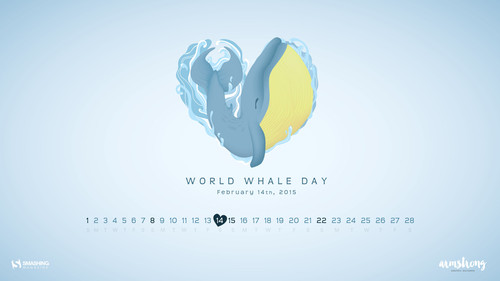 WORLD WHALE DAY
February 14th, 2015
1 2 3 4 5 6 7 8 9 10 11 12 13 14 15 16 17 18 19 20 21 22 23 24 25 26 27 28
SMASHING
armstrong